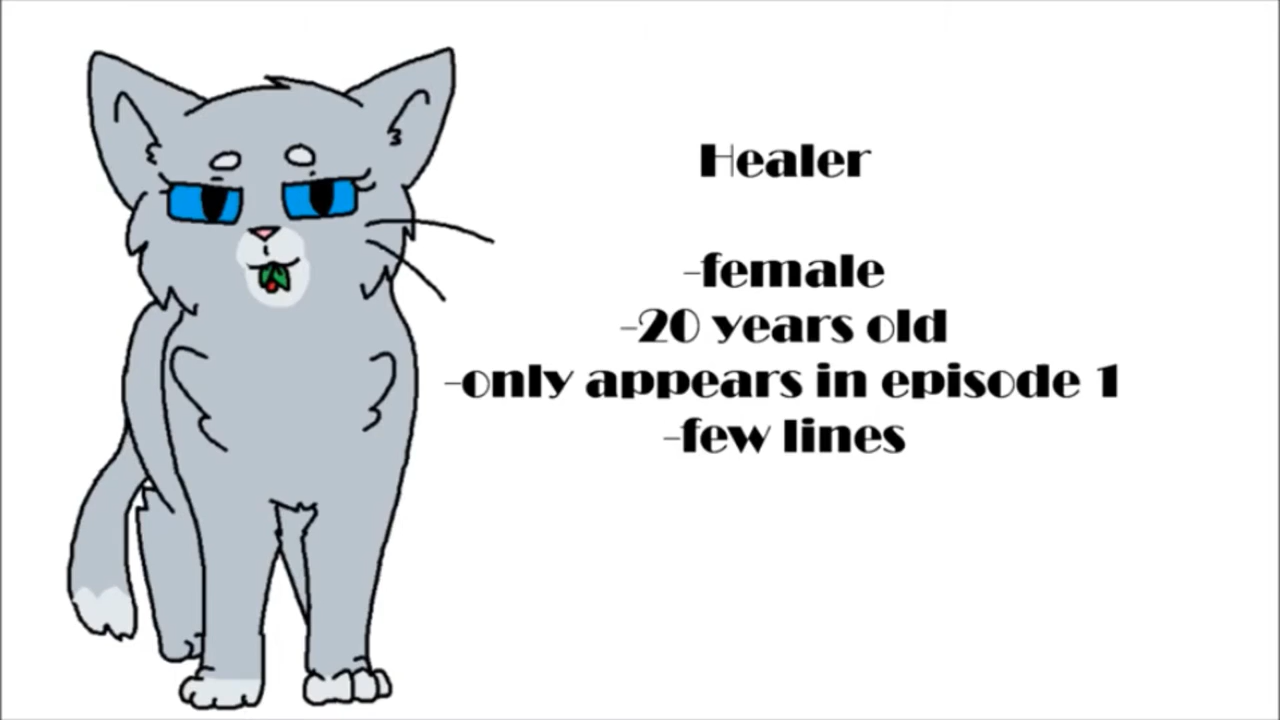 Healer
-female
-20 years old
-only appears in episode 1
-few lines